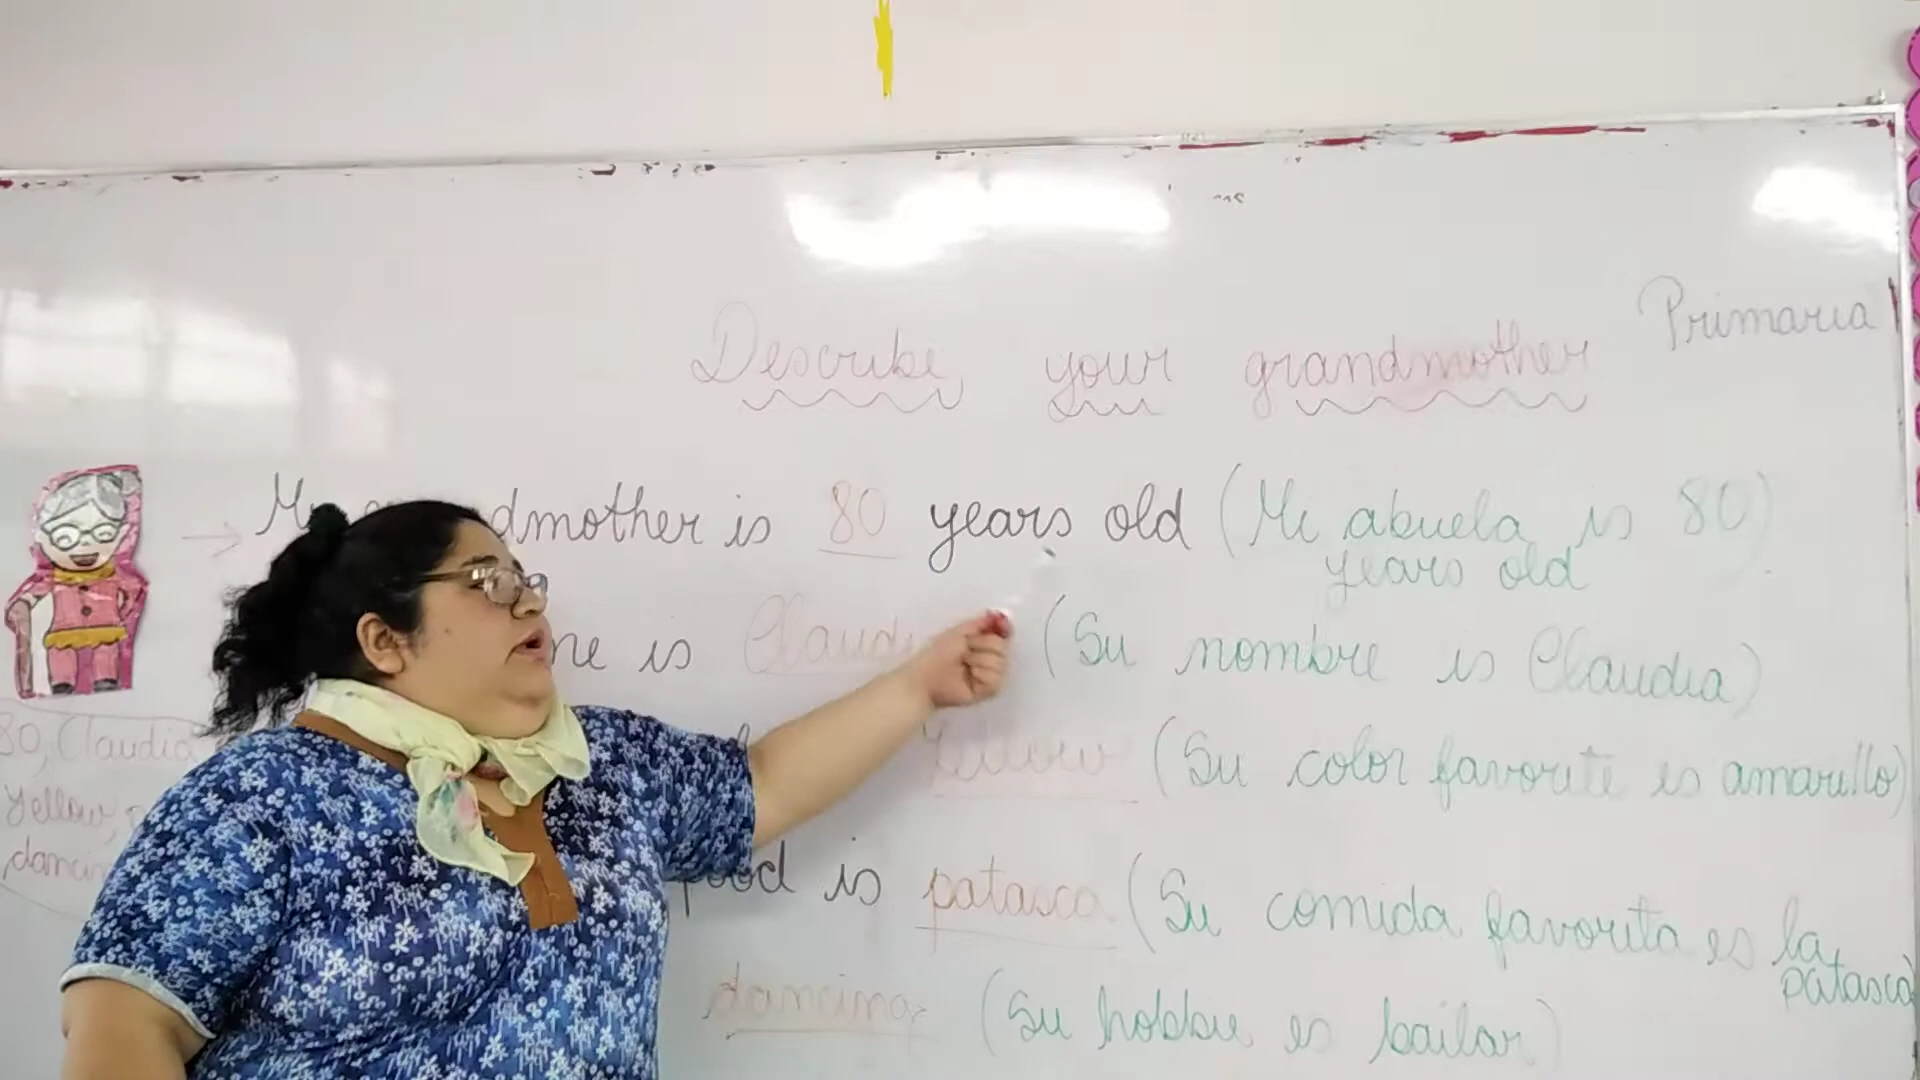 Primaria
Describe your grandmother
My grandmother is 80 years old (Mi abuela is 80
years old
is Claudia (Su nombre is Claudia)
Yellow (Su color favorite es amarillo)
80, Claudia
Yellow,
food is patasca (Su comida favorita es la
patasca)
dancing (Su hobbie es bailar)